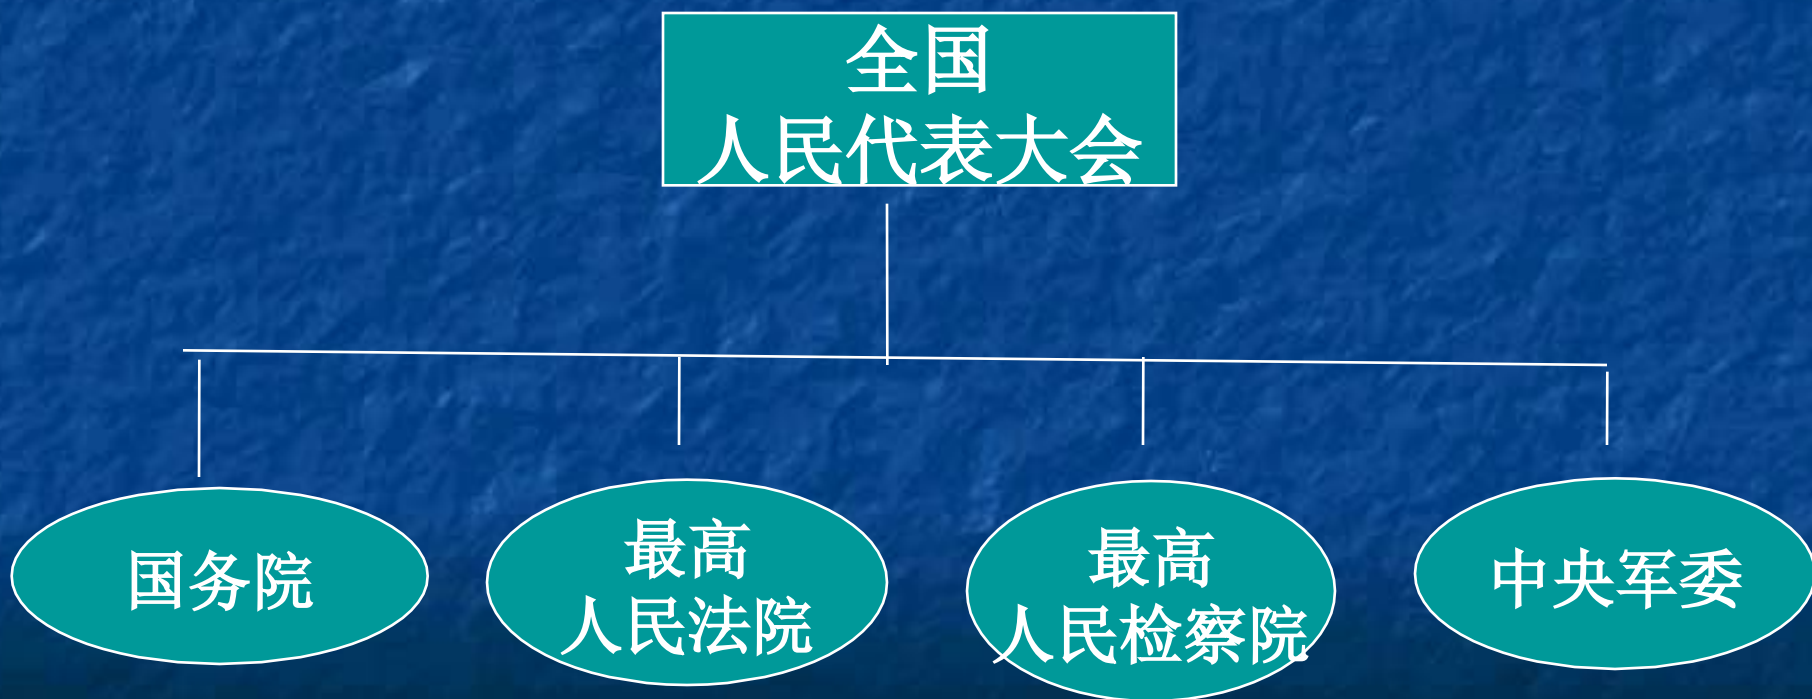 全国
人民代表大会
国务院
最高
人民法院
最高
人民检察院
中央军委